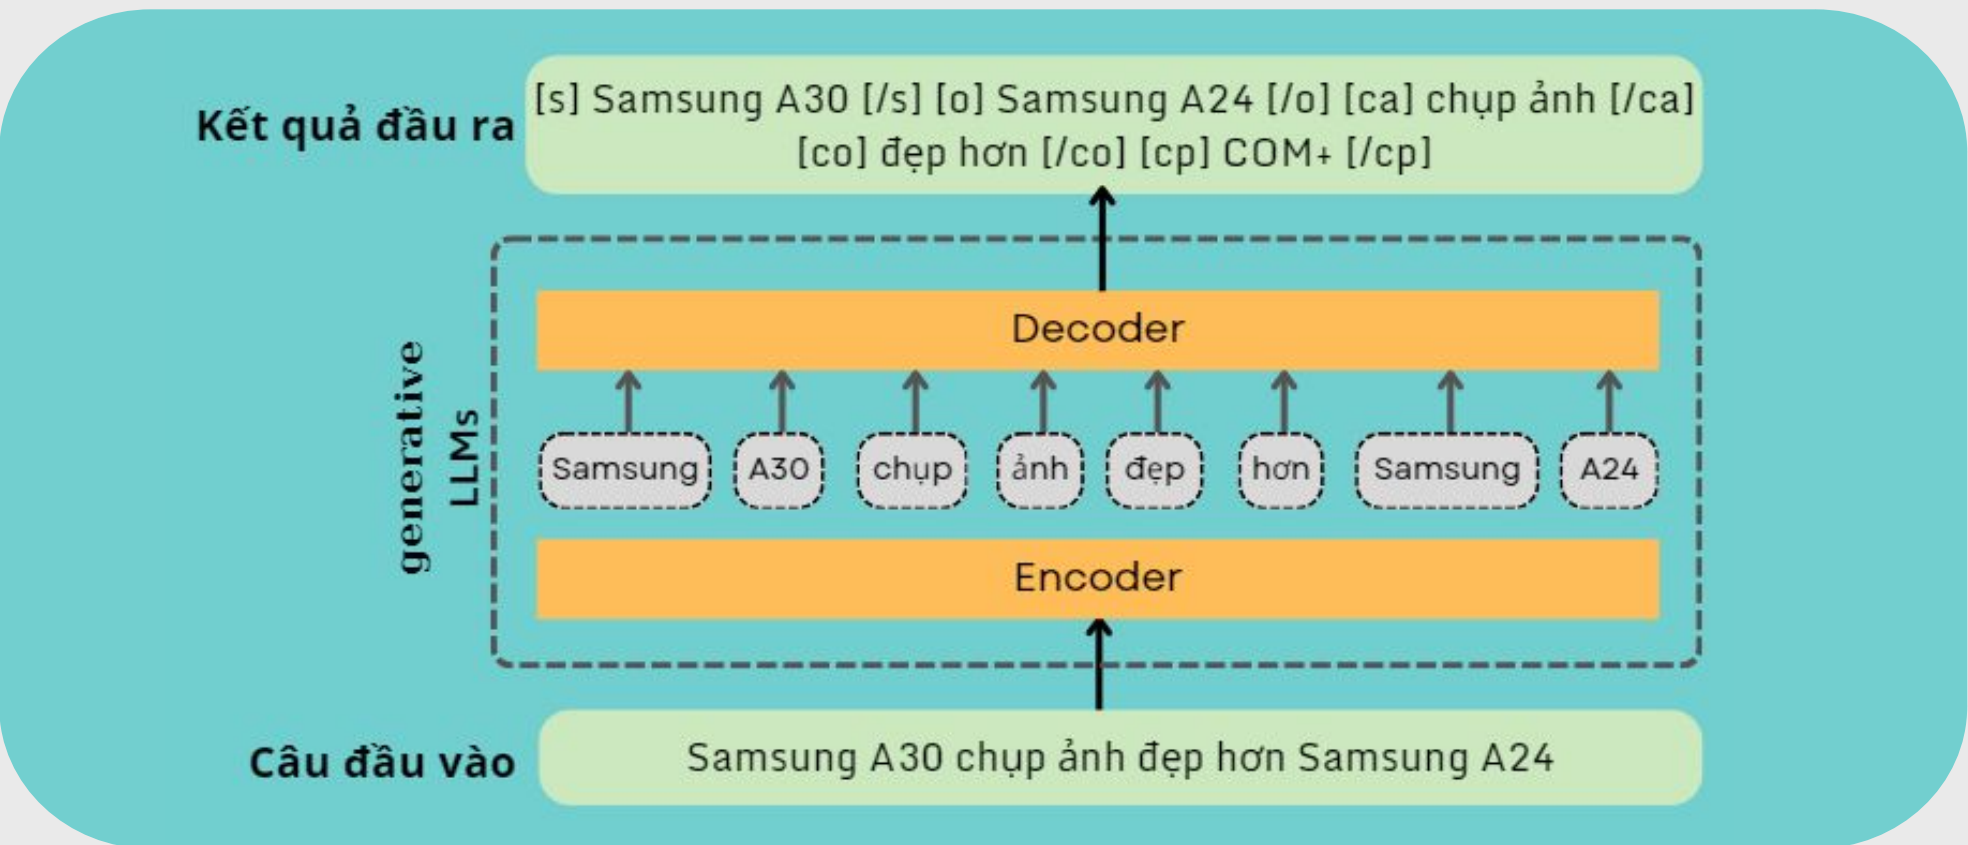 Kết quả đầu ra
[s] Samsung A30 [/s] [o] Samsung A24 [/o] [ca] chụp ảnh [/ca]
[co] đẹp hơn [/co] [cp] COM+ [/cp]
generative
LLMs
Decoder
Samsung A30 chụp ảnh đẹp hơn Samsung A24
Encoder
Câu đầu vào
Samsung A30 chụp ảnh đẹp hơn Samsung A24